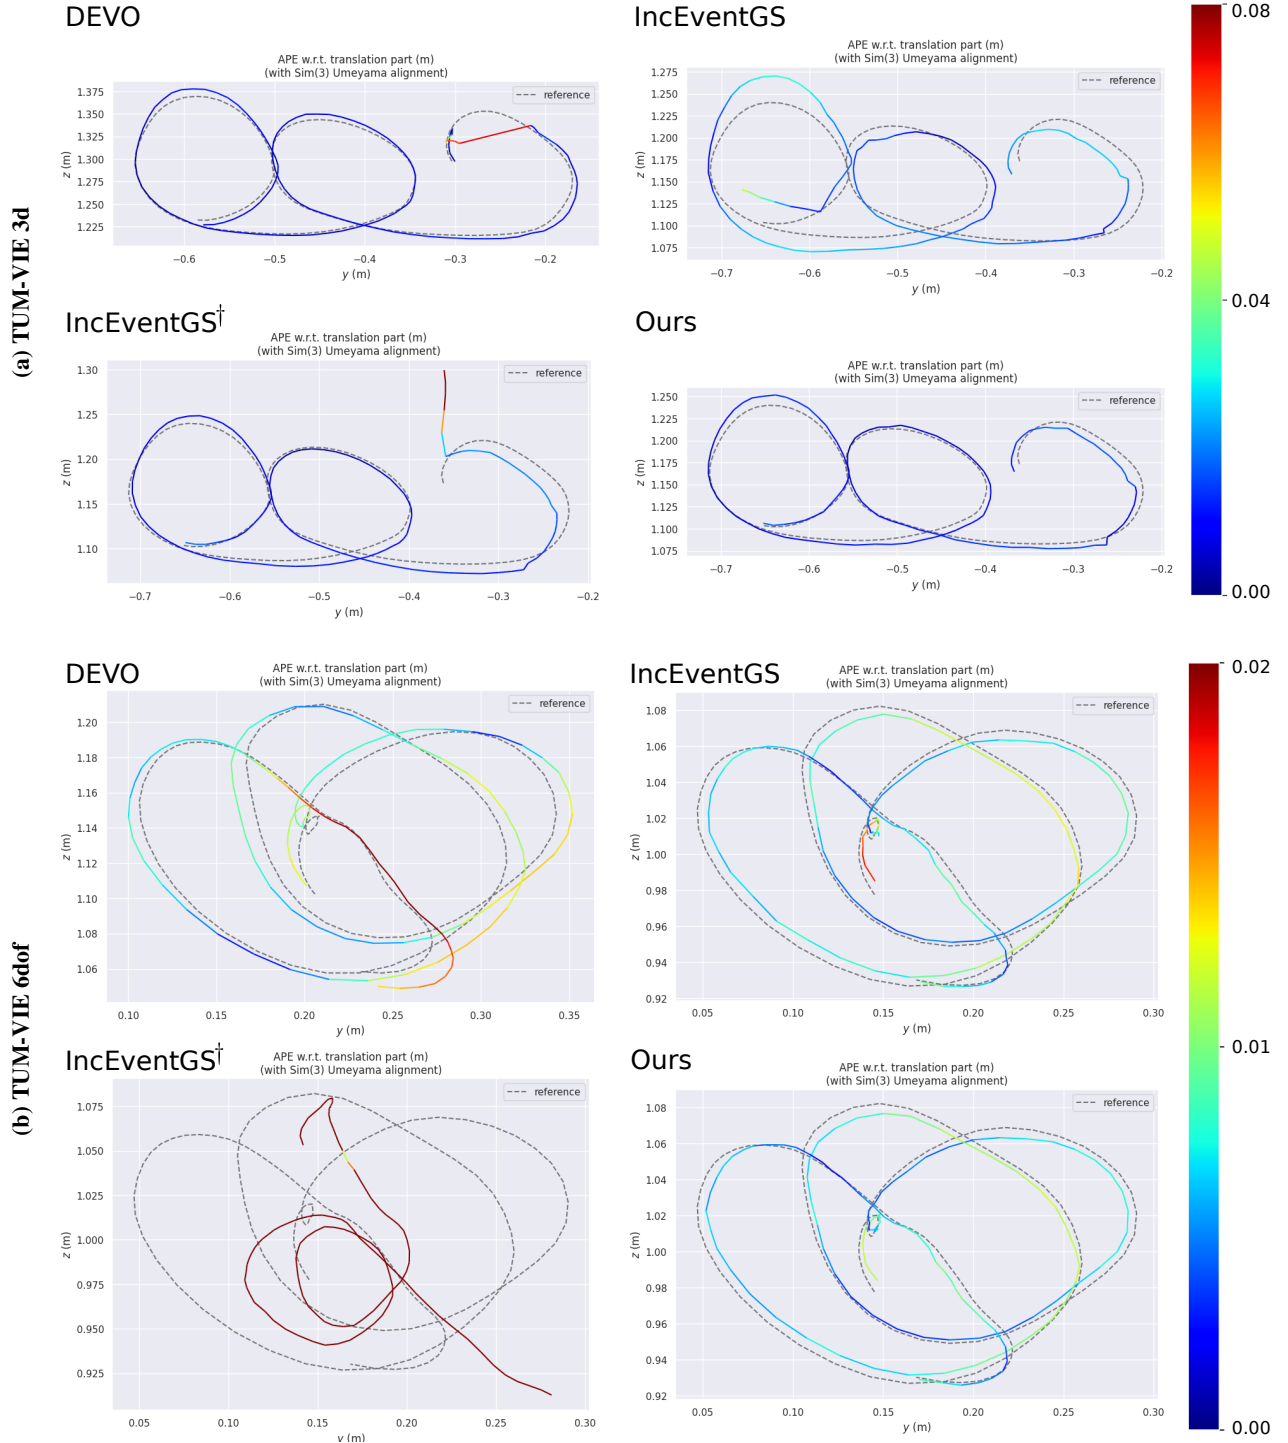 DEVO
APE w.r.t. translation part (m)
(with Sim(3) Umeyama alignment)
reference
z (m)
1.375
1.350
1.325
1.300
1.275
1.250
1.225
−0.6 −0.5 −0.4 −0.3 −0.2
y (m)
IncEventGS
APE w.r.t. translation part (m)
(with Sim(3) Umeyama alignment)
reference
z (m)
1.275
1.250
1.225
1.200
1.175
1.150
1.125
1.100
1.075
−0.7 −0.6 −0.5 −0.4 −0.3 −0.2
y (m)
(a) TUM-VIE 3d
IncEventGS†
APE w.r.t. translation part (m)
(with Sim(3) Umeyama alignment)
reference
z (m)
1.30
1.25
1.20
1.15
1.10
−0.7 −0.6 −0.5 −0.4 −0.3 −0.2
y (m)
Ours
APE w.r.t. translation part (m)
(with Sim(3) Umeyama alignment)
reference
z (m)
1.250
1.225
1.200
1.175
1.150
1.125
1.100
1.075
−0.7 −0.6 −0.5 −0.4 −0.3 −0.2
y (m)
0.08
0.04
0.00
DEVO
APE w.r.t. translation part (m)
(with Sim(3) Umeyama alignment)
reference
z (m)
1.20
1.18
1.16
1.14
1.12
1.10
1.08
1.06
0.10 0.15 0.20 0.25 0.30 0.35
y (m)
IncEventGS
APE w.r.t. translation part (m)
(with Sim(3) Umeyama alignment)
reference
z (m)
1.08
1.06
1.04
1.02
1.00
0.98
0.96
0.94
0.92
0.05 0.10 0.15 0.20 0.25 0.30
y (m)
(b) TUM-VIE 6dof
IncEventGS†
APE w.r.t. translation part (m)
(with Sim(3) Umeyama alignment)
reference
z (m)
1.075
1.050
1.025
1.000
0.975
0.950
0.925
0.05 0.10 0.15 0.20 0.25 0.30
y (m)
Ours
APE w.r.t. translation part (m)
(with Sim(3) Umeyama alignment)
reference
z (m)
1.08
1.06
1.04
1.02
1.00
0.98
0.96
0.94
0.92
0.05 0.10 0.15 0.20 0.25 0.30
y (m)
0.02
0.01
0.00